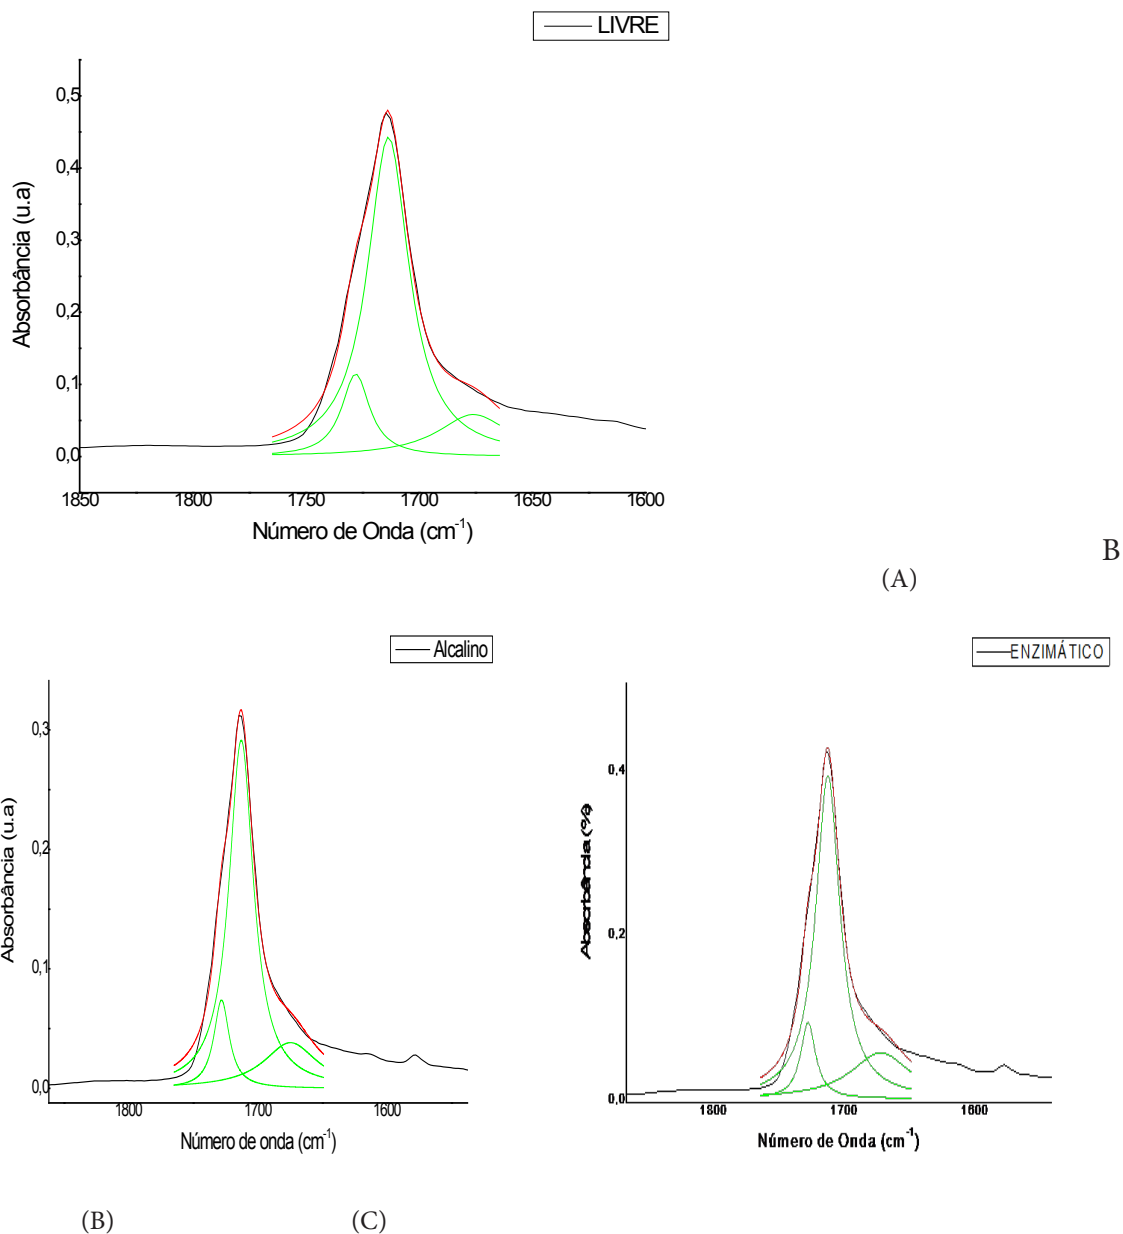 LIVRE
0,5
0,4
0,3
0,2
0,1
0,0
Absorbância (u.a)
1850 1800 1750 1700 1650 1600
Número de Onda (cm⁻¹)
B
(A)
Alcalino
0,3
0,2
0,1
0,0
Absorbância (u.a)
1800 1700 1600
Número de onda (cm⁻¹)
ENZIMÁTICO
0,4
0,2
0,0
Absorbância (%)
1800 1700 1600
Número de Onda (cm⁻¹)
(B) (C)